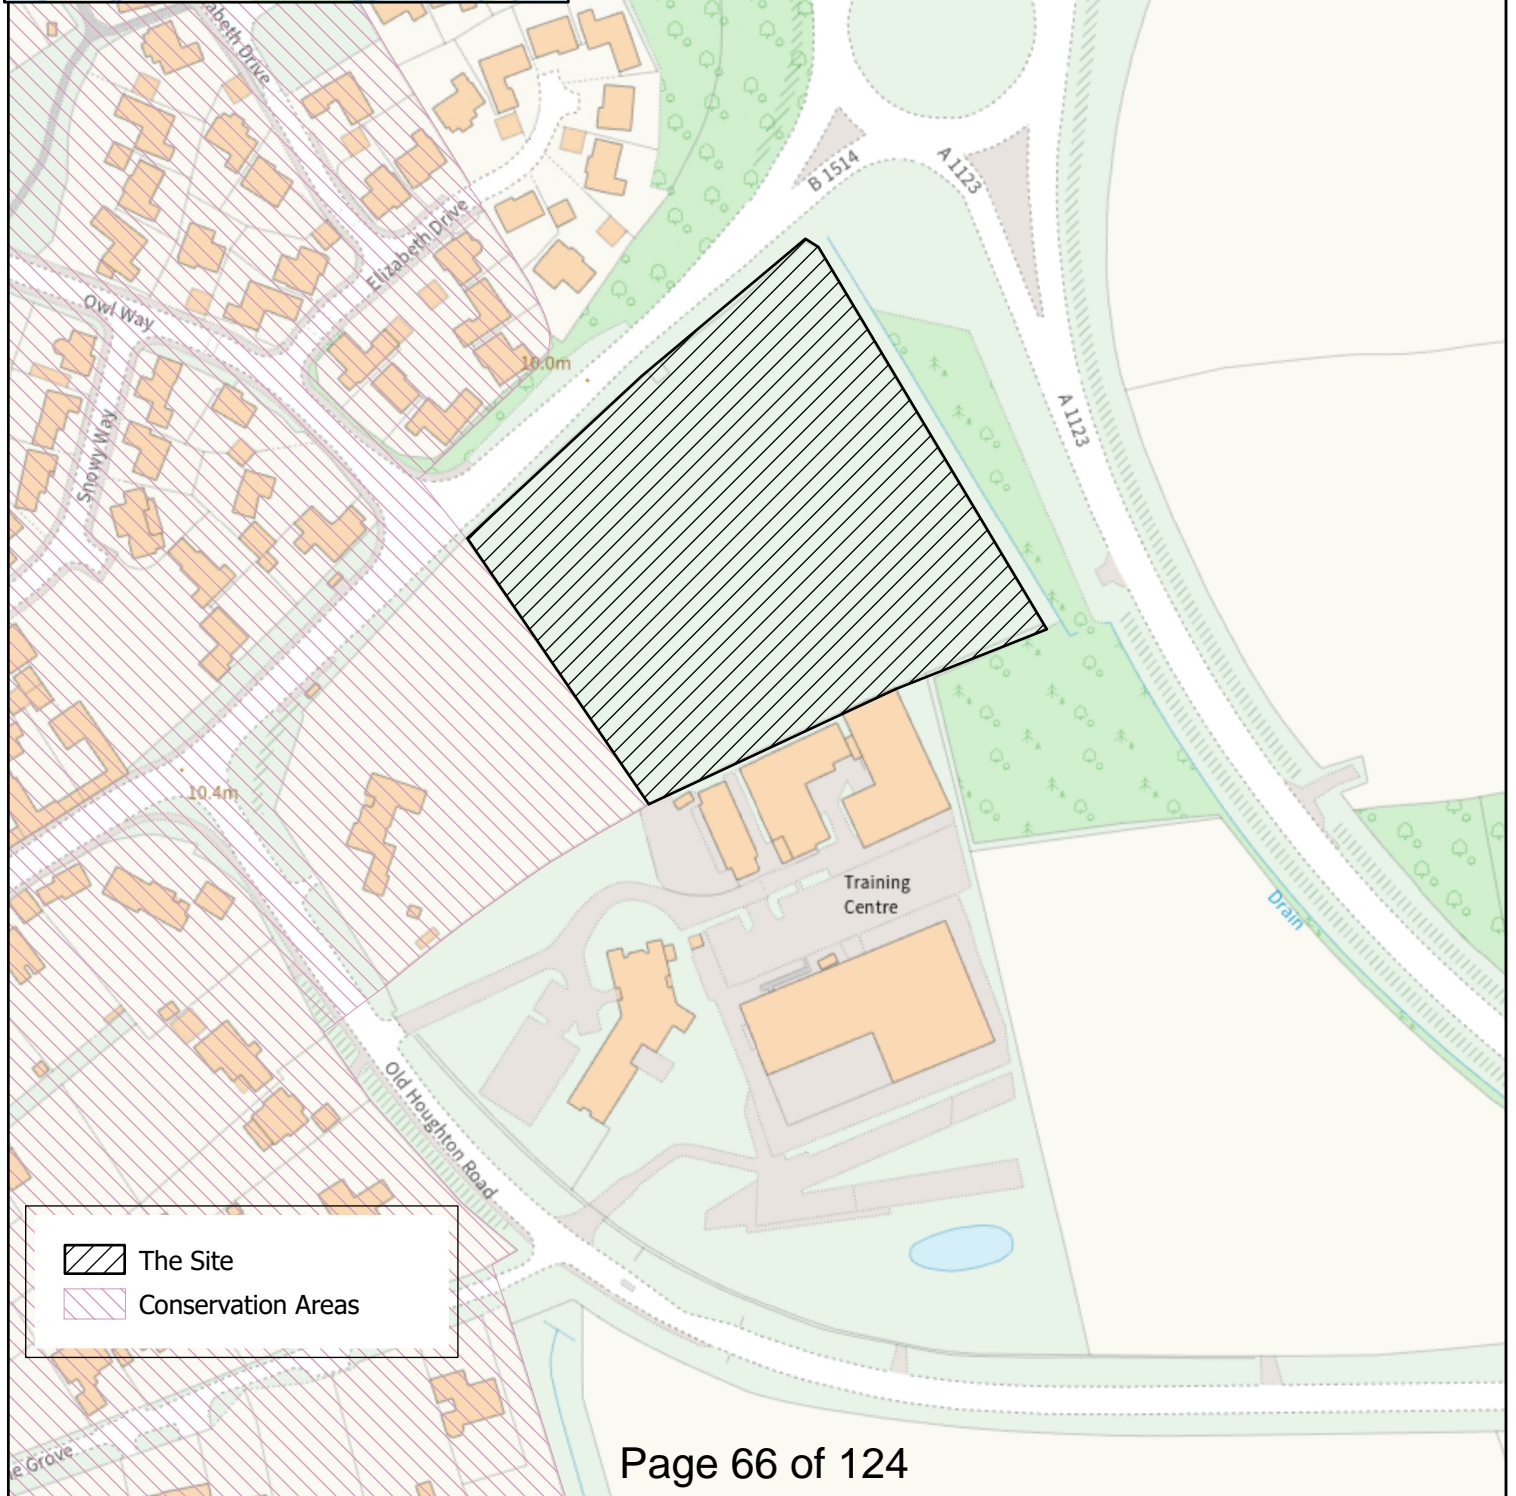 Elizabeth Drive
B 1514
A 1123
Elizabeth Drive
Owl Way
10.0m
A 1123
Snowy Way
10.4m
Training
Centre
Drain
Old Houghton Road
The Site
Conservation Areas
Grove
Page 66 of 124